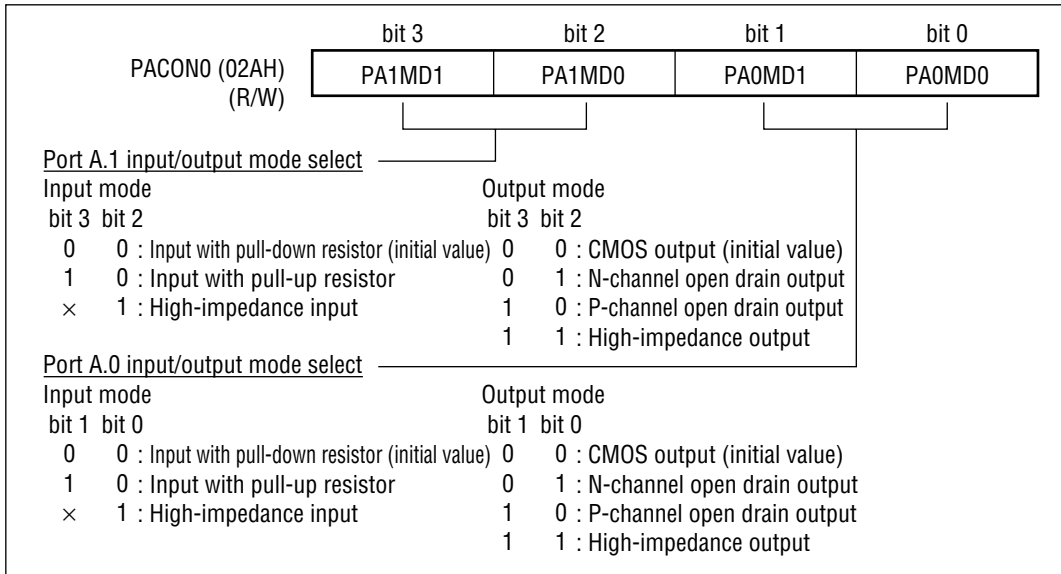 bit 3 bit 2 bit 1 bit 0
PACON0 (02AH) PA1MD1 PA1MD0 PA0MD1 PA0MD0
(R/W)
Port A.1 input/output mode select
Input mode Output mode
bit 3 bit 2 bit 3 bit 2
0 0 : Input with pull-down resistor (initial value) 0 0 : CMOS output (initial value)
1 0 : Input with pull-up resistor 0 1 : N-channel open drain output
× 1 : High-impedance input 1 0 : P-channel open drain output
1 1 : High-impedance output
Port A.0 input/output mode select
Input mode Output mode
bit 1 bit 0 bit 1 bit 0
0 0 : Input with pull-down resistor (initial value) 0 0 : CMOS output (initial value)
1 0 : Input with pull-up resistor 0 1 : N-channel open drain output
× 1 : High-impedance input 1 0 : P-channel open drain output
1 1 : High-impedance output